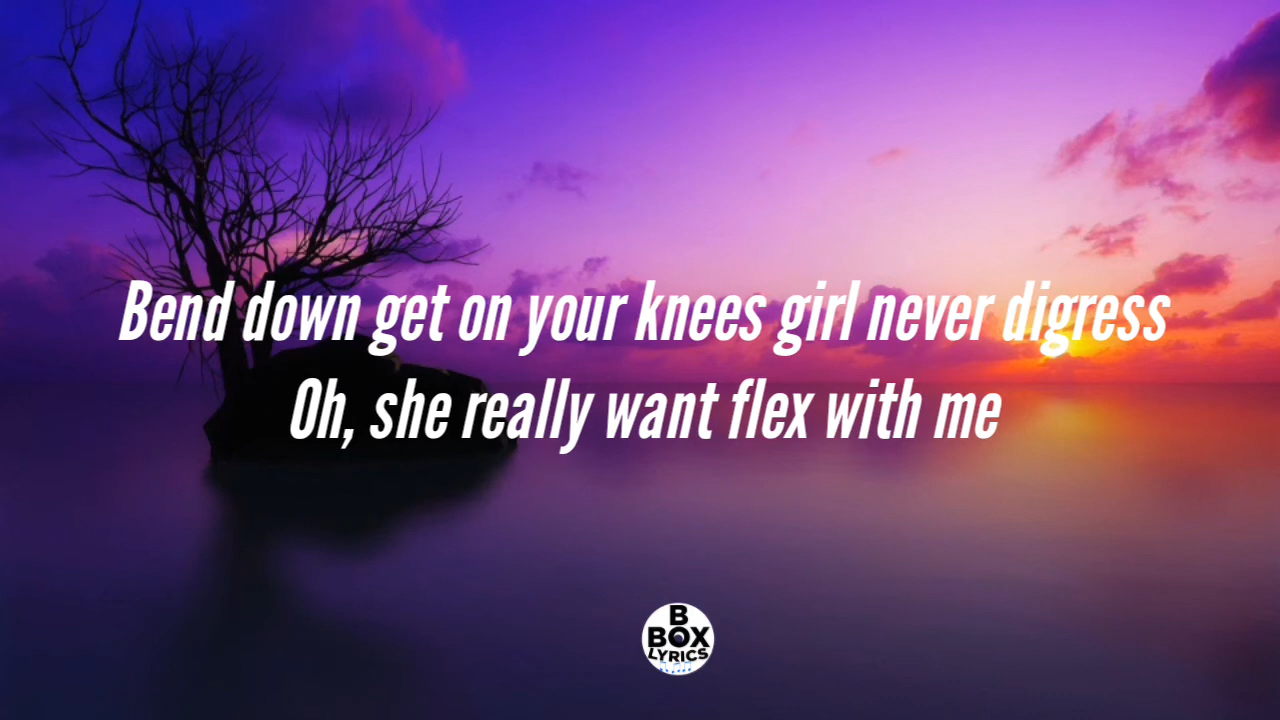 Bend down get on your knees girl never digress
Oh, she really want flex with me
B
BOX
LYRICS